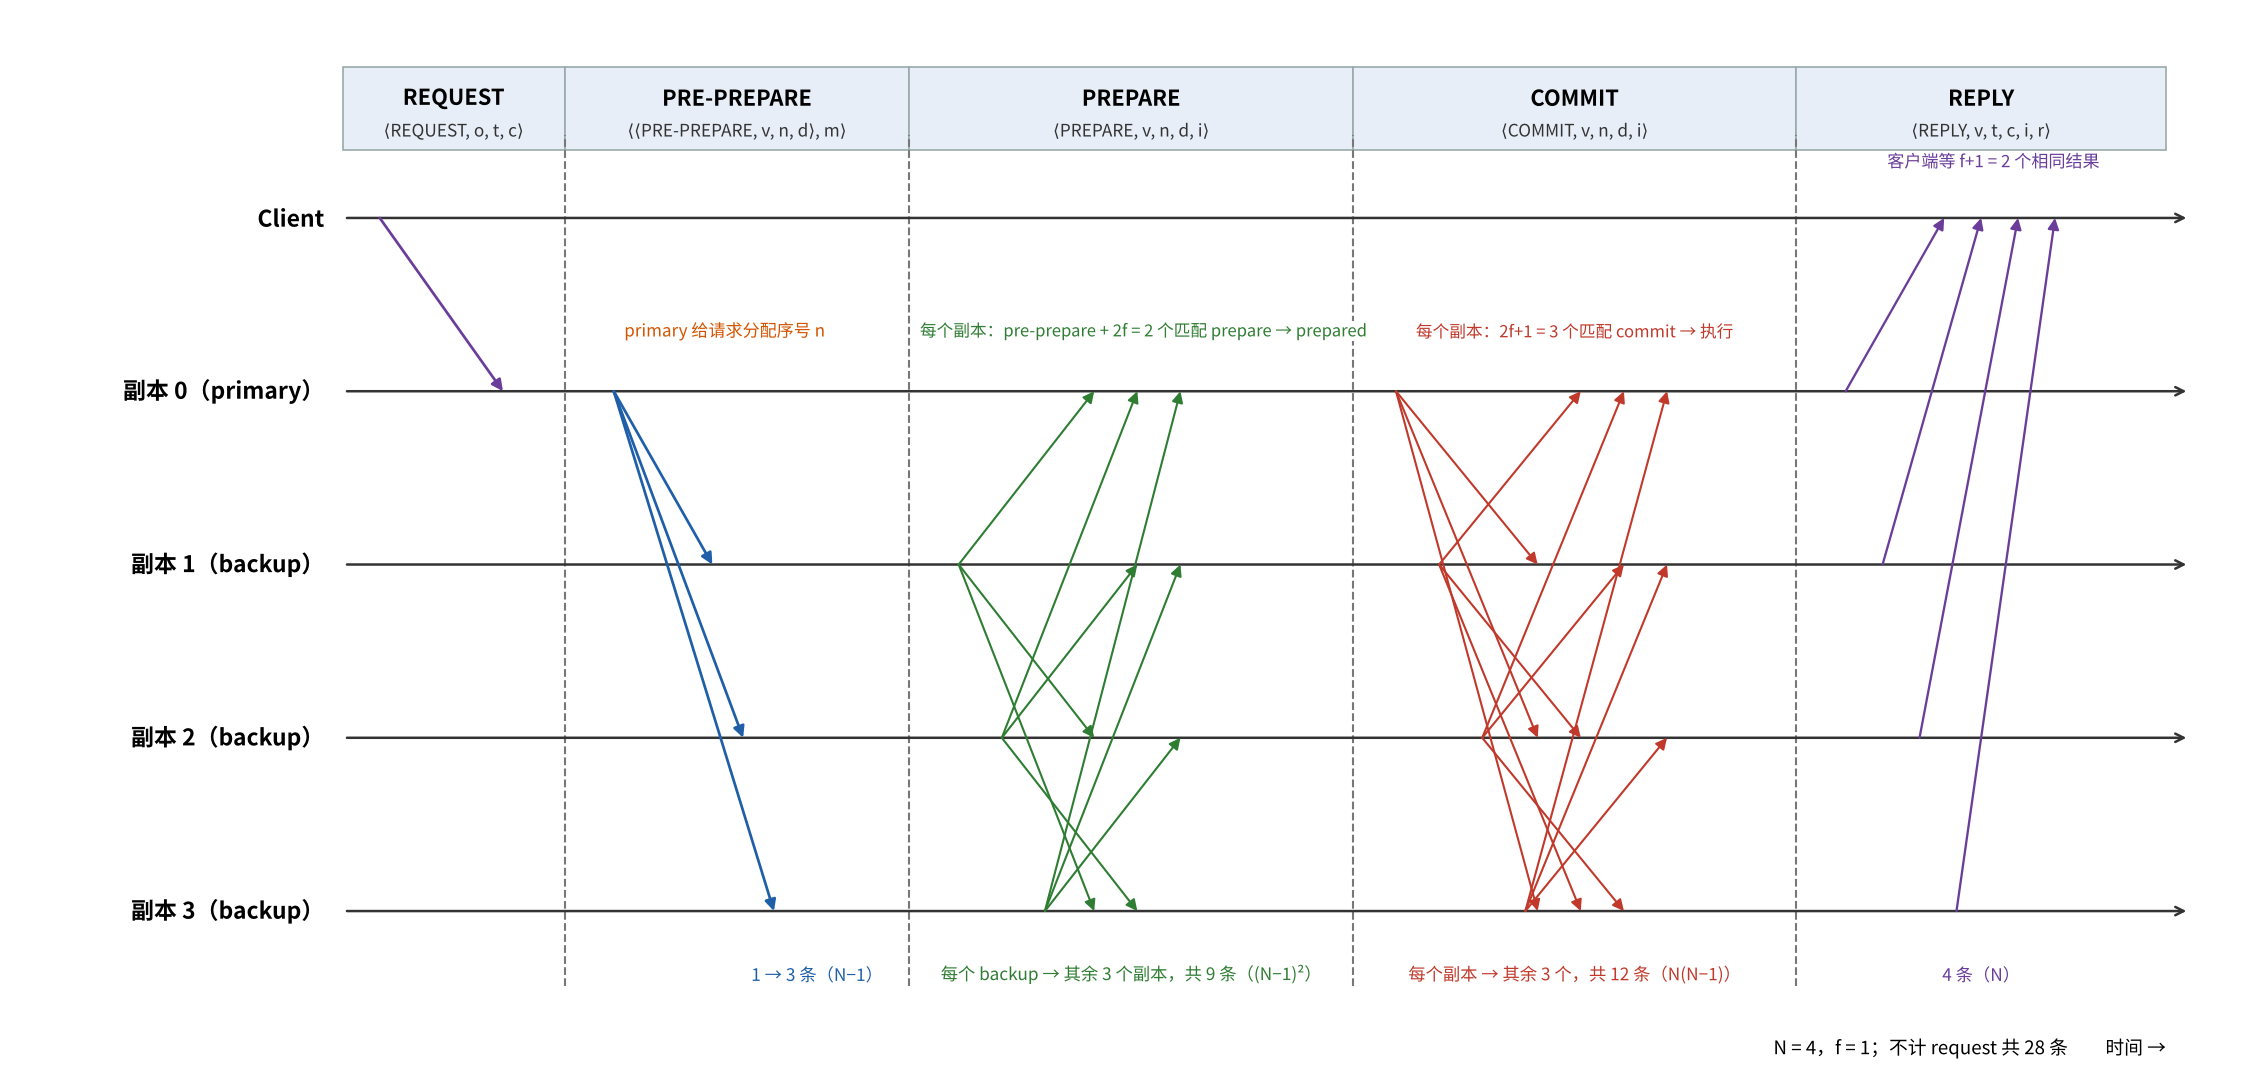 REQUEST
⟨REQUEST, o, t, c⟩
PRE-PREPARE
⟨⟨PRE-PREPARE, v, n, d⟩, m⟩
PREPARE
⟨PREPARE, v, n, d, i⟩
COMMIT
⟨COMMIT, v, n, d, i⟩
REPLY
⟨REPLY, v, t, c, i, r⟩
客户端等 f+1 = 2 个相同结果
Client
primary 给请求分配序号 n
每个副本：pre-prepare + 2f = 2 个匹配 prepare → prepared
每个副本：2f+1 = 3 个匹配 commit → 执行
副本 0（primary）
副本 1（backup）
副本 2（backup）
副本 3（backup）
1 → 3 条（N−1）
每个 backup → 其余 3 个副本，共 9 条（(N−1)²）
每个副本 → 其余 3 个，共 12 条（N(N−1)）
4 条（N）
N = 4，f = 1；不计 request 共 28 条
时间 →